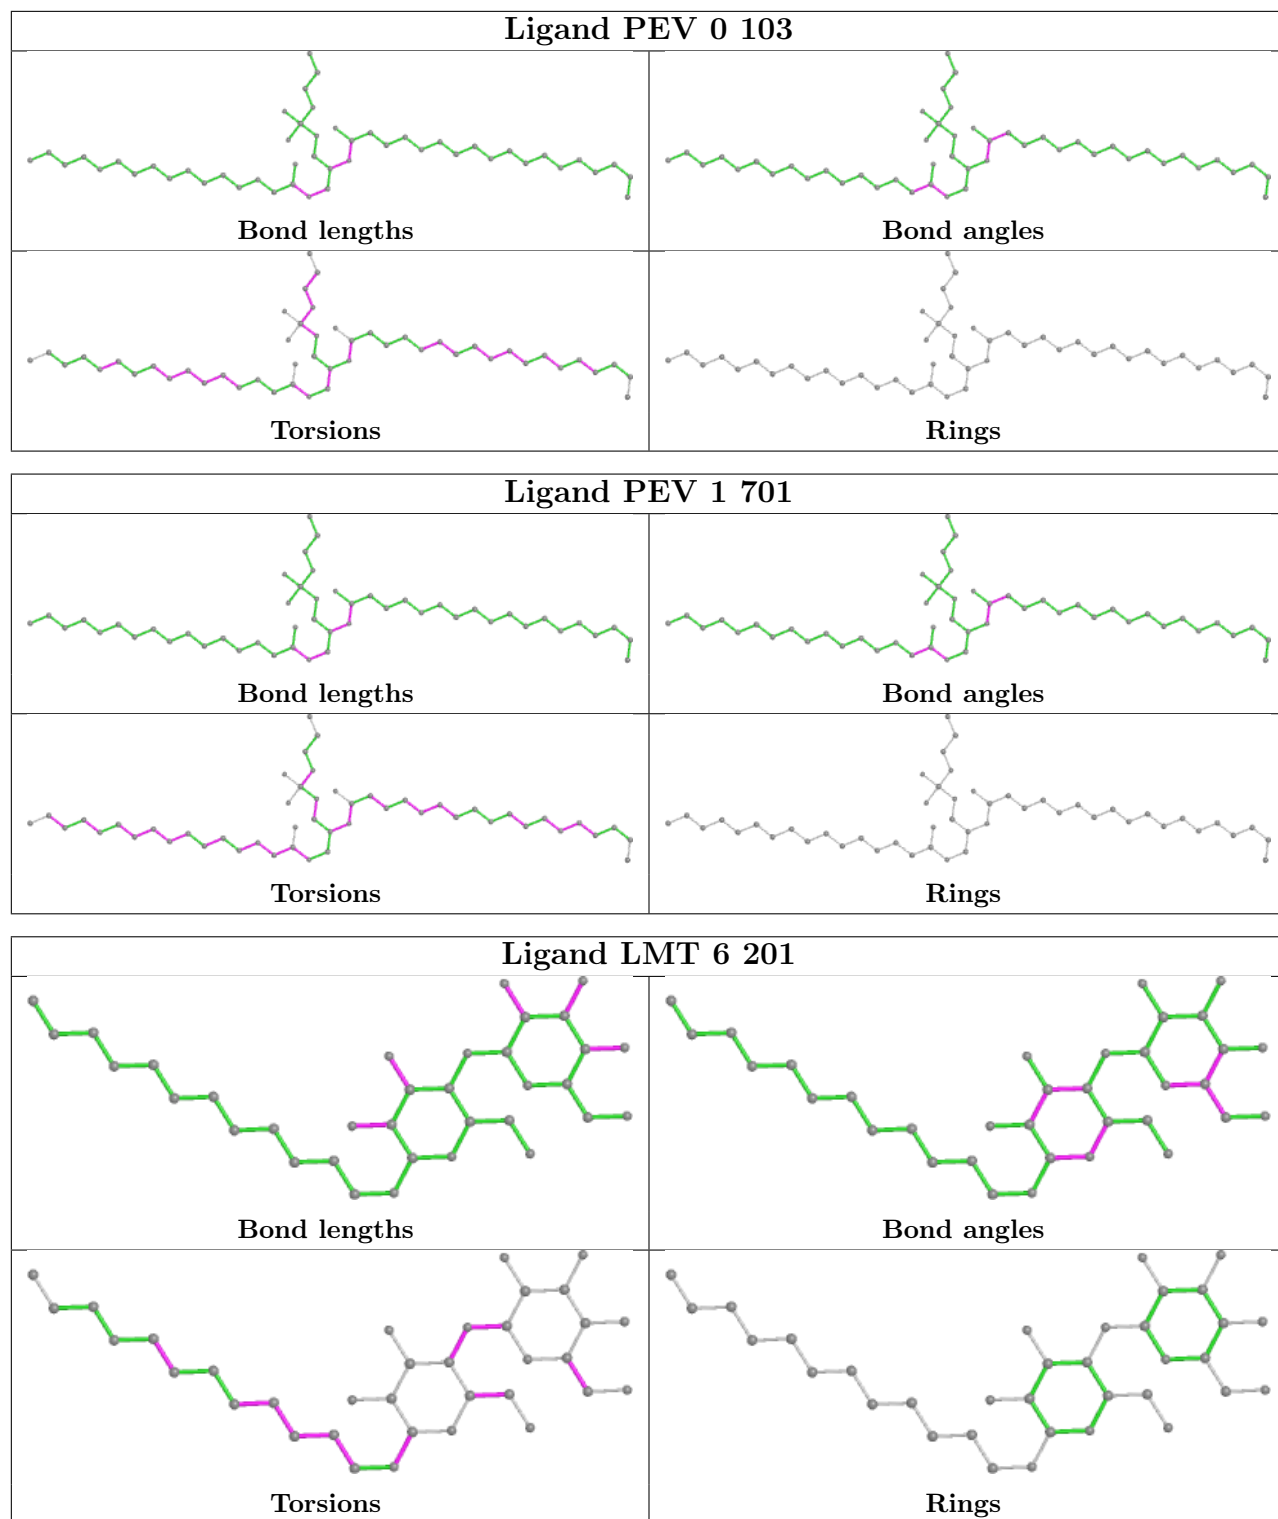 Ligand PEV 0 103
Bond lengths
Bond angles
Torsions
Rings
Ligand PEV 1 701
Bond lengths
Bond angles
Torsions
Rings
Ligand LMT 6 201
Bond lengths
Bond angles
Torsions
Rings